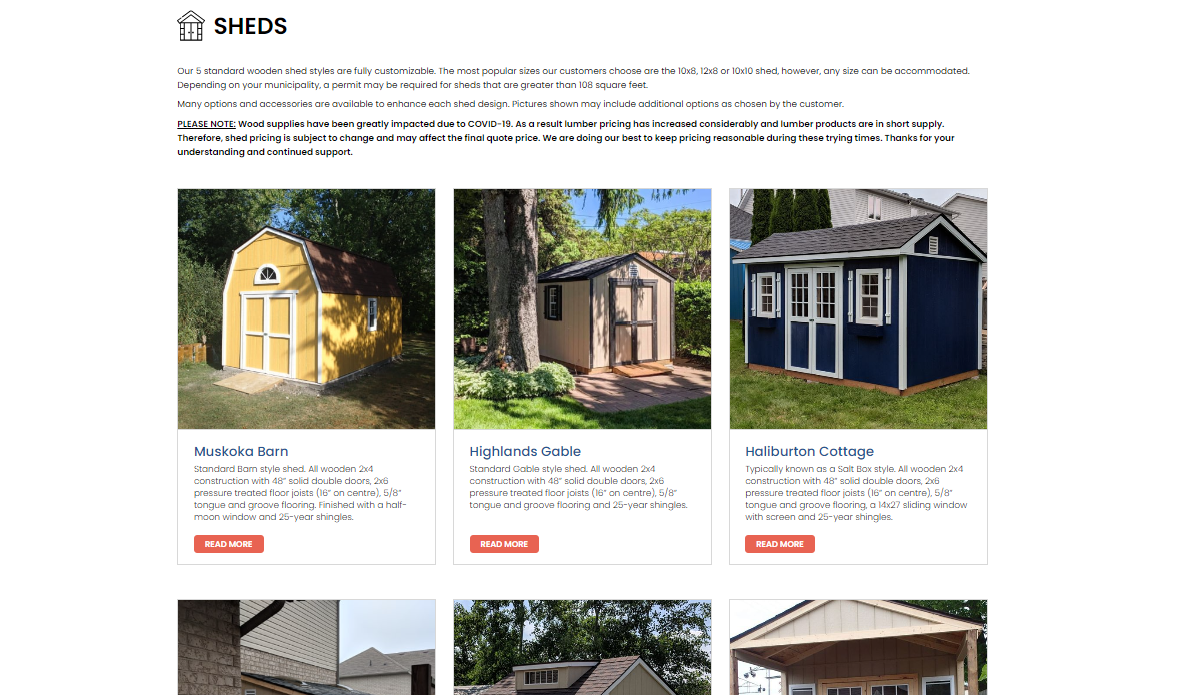 SHEDS
Our 5 standard wooden shed styles are fully customizable. The most popular sizes our customers choose are the 10x8, 12x8 or 10x10 shed, however, any size can be accommodated.
Depending on your municipality, a permit may be required for sheds that are greater than 108 square feet.
Many options and accessories are available to enhance each shed design. Pictures shown may include additional options as chosen by the customer.
PLEASE NOTE: Wood supplies have been greatly impacted due to COVID-19. As a result lumber pricing has increased considerably and lumber products are in short supply.
Therefore, shed pricing is subject to change and may affect the final quote price. We are doing our best to keep pricing reasonable during these trying times. Thanks for your
understanding and continued support.
Muskoka Barn
Standard Barn style shed. All wooden 2x4
construction with 48” solid double doors, 2x6
pressure treated floor joists (16” on centre), 5/8”
tongue and groove flooring. Finished with a half-
moon window and 25-year shingles.
READ MORE
Highlands Gable
Standard Gable style shed. All wooden 2x4
construction with 48” solid double doors, 2x6
pressure treated floor joists (16” on centre), 5/8”
tongue and groove flooring and 25-year shingles.
READ MORE
Haliburton Cottage
Typically known as a Salt Box style. All wooden 2x4
construction with 48” solid double doors, 2x6
pressure treated floor joists (16” on centre), 5/8”
tongue and groove flooring, a 14x27 sliding window
with screen and 25-year shingles.
READ MORE